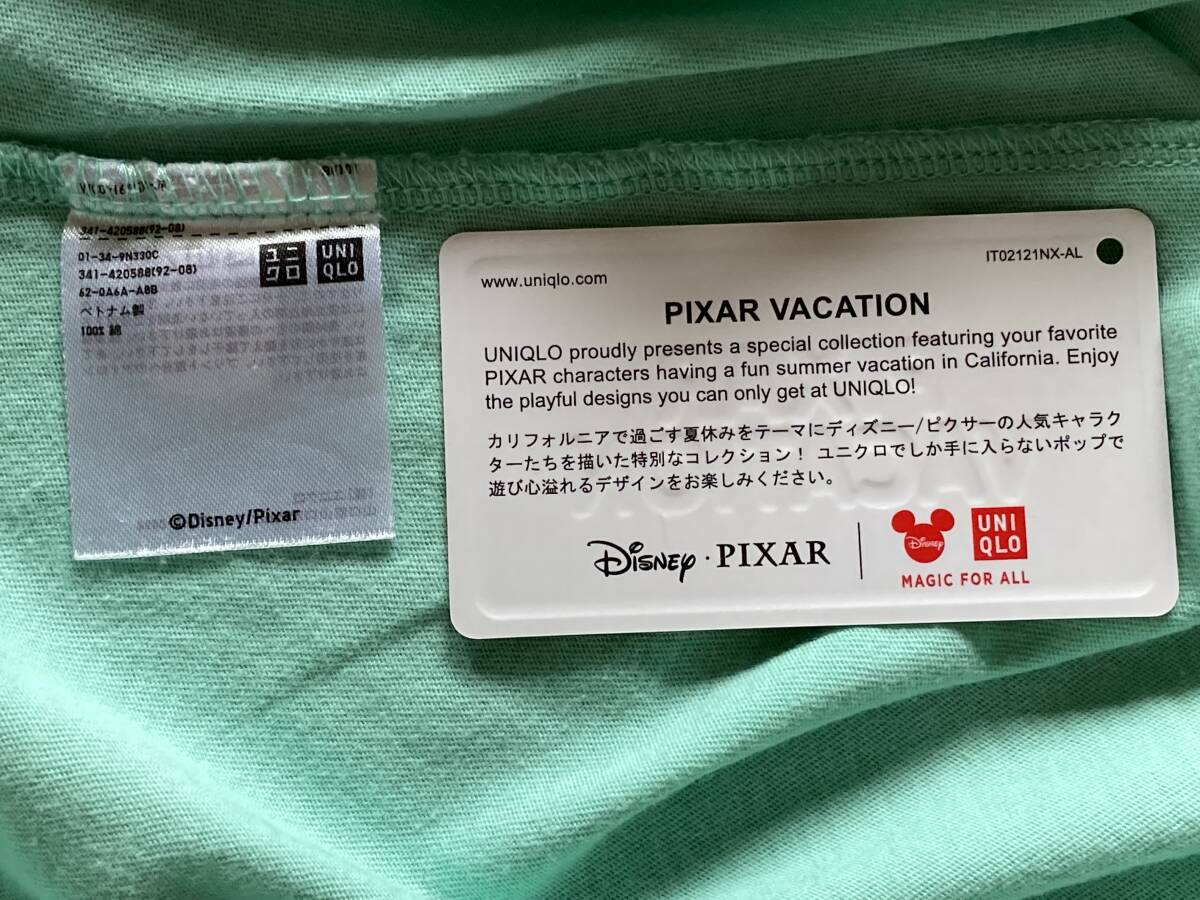 341-420588(92-08)
01-34-9N330C
341-420588(92-08)
62-0A6A-A8B
ベトナム製
100% 綿
ユニ
クロ
UNI
QLO
©Disney/Pixar
www.uniqlo.com
IT02121NX-AL
PIXAR VACATION
UNIQLO proudly presents a special collection featuring your favorite
PIXAR characters having a fun summer vacation in California. Enjoy
the playful designs you can only get at UNIQLO!
カリフォルニアで過ごす夏休みをテーマにディズニー/ピクサーの人気キャラク
ターたちを描いた特別なコレクション! ユニクロでしか手に入らないポップで
遊び心溢れるデザインをお楽しみください。
Disney · PIXAR
Disney
UNI
QLO
MAGIC FOR ALL